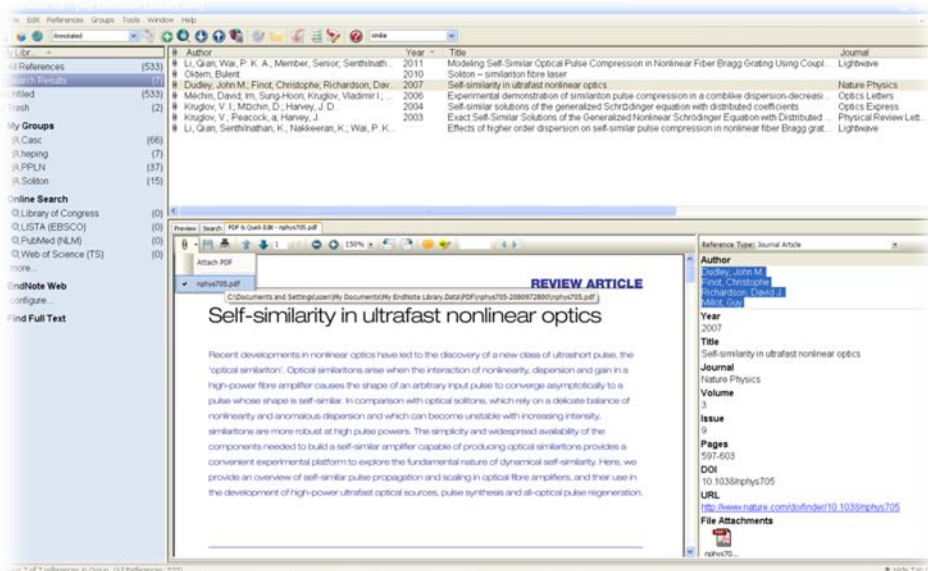 File Edit References Groups Tools Window Help
Annotated
similar
Author Year Title Journal
Li, Qian; Wai, P. K. A., Member, Senior; Senthilnath... 2011 Modeling Self-Similar Optical Pulse Compression in Nonlinear Fiber Bragg Grating Using Coupl... Lightwave
Oktem, Bulent 2010 Soliton – similariton fibre laser
Dudley, John M.; Finot, Christophe; Richardson, Dav... 2007 Self-similarity in ultrafast nonlinear optics Nature Physics
Méchin, David; Im, Sung-Hoon; Kruglov, Vladimir I.; ... 2006 Experimental demonstration of similariton pulse compression in a comblike dispersion-decreasi... Optics Letters
Kruglov, V. I.; M□chin, D.; Harvey, J. D. 2004 Self-similar solutions of the generalized Schr□dinger equation with distributed coefficients Optics Express
Kruglov, V.; Peacock, a; Harvey, J. 2003 Exact Self-Similar Solutions of the Generalized Nonlinear Schrödinger Equation with Distributed ... Physical Review Lett...
Li, Qian; Senthilnathan, K.; Nakkeeran, K.; Wai, P. K... Effects of higher order dispersion on self-similar pulse compression in nonlinear fiber Bragg grat... Lightwave
My Libr...
All References (533)
Search Results (7)
Unfiled (533)
Trash (2)
My Groups
Casc (66)
heping (7)
PPLN (37)
Soliton (15)
Online Search
Library of Congress (0)
LISTA (EBSCO) (0)
PubMed (NLM) (0)
Web of Science (TS) (0)
more...
EndNote Web
configure...
Find Full Text
Preview Search PDF & Quick Edit - nphys705.pdf
1 150%
Attach PDF
nphys705.pdf
C:\Documents and Settings\user\My Documents\My EndNote Library.Data\PDF\nphys705-2080972800\nphys705.pdf
REVIEW ARTICLE
Self-similarity in ultrafast nonlinear optics
Recent developments in nonlinear optics have led to the discovery of a new class of ultrashort pulse, the
'optical similariton'. Optical similaritons arise when the interaction of nonlinearity, dispersion and gain in a
high-power fibre amplifier causes the shape of an arbitrary input pulse to converge asymptotically to a
pulse whose shape is self-similar. In comparison with optical solitons, which rely on a delicate balance of
nonlinearity and anomalous dispersion and which can become unstable with increasing intensity,
similaritons are more robust at high pulse powers. The simplicity and widespread availability of the
components needed to build a self-similar amplifier capable of producing optical similaritons provides a
convenient experimental platform to explore the fundamental nature of dynamical self-similarity. Here, we
provide an overview of self-similar pulse propagation and scaling in optical fibre amplifiers, and their use in
the development of high-power ultrafast optical sources, pulse synthesis and all-optical pulse regeneration.
Reference Type: Journal Article
Author
Dudley, John M.
Finot, Christophe
Richardson, David J.
Millot, Guy
Year
2007
Title
Self-similarity in ultrafast nonlinear optics
Journal
Nature Physics
Volume
3
Issue
9
Pages
597-603
DOI
10.1038/nphys705
URL
http://www.nature.com/doifinder/10.1038/nphys705
File Attachments
nphys70...
7 of 7 references in Group. (All References: 533)
Hide Tab